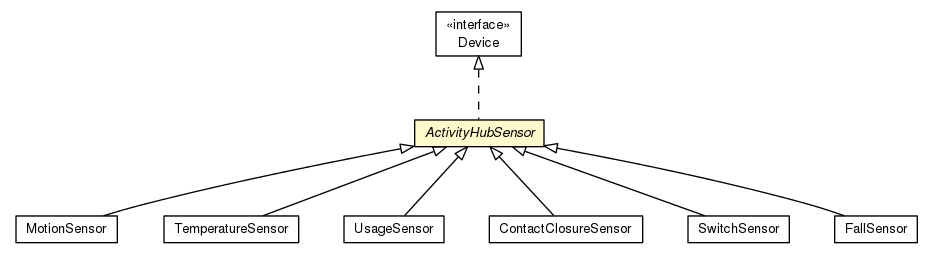 «interface»
Device
ActivityHubSensor
MotionSensor
TemperatureSensor
UsageSensor
ContactClosureSensor
SwitchSensor
FallSensor